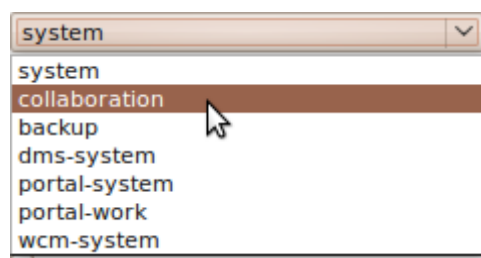 system
system
collaboration
backup
dms-system
portal-system
portal-work
wcm-system